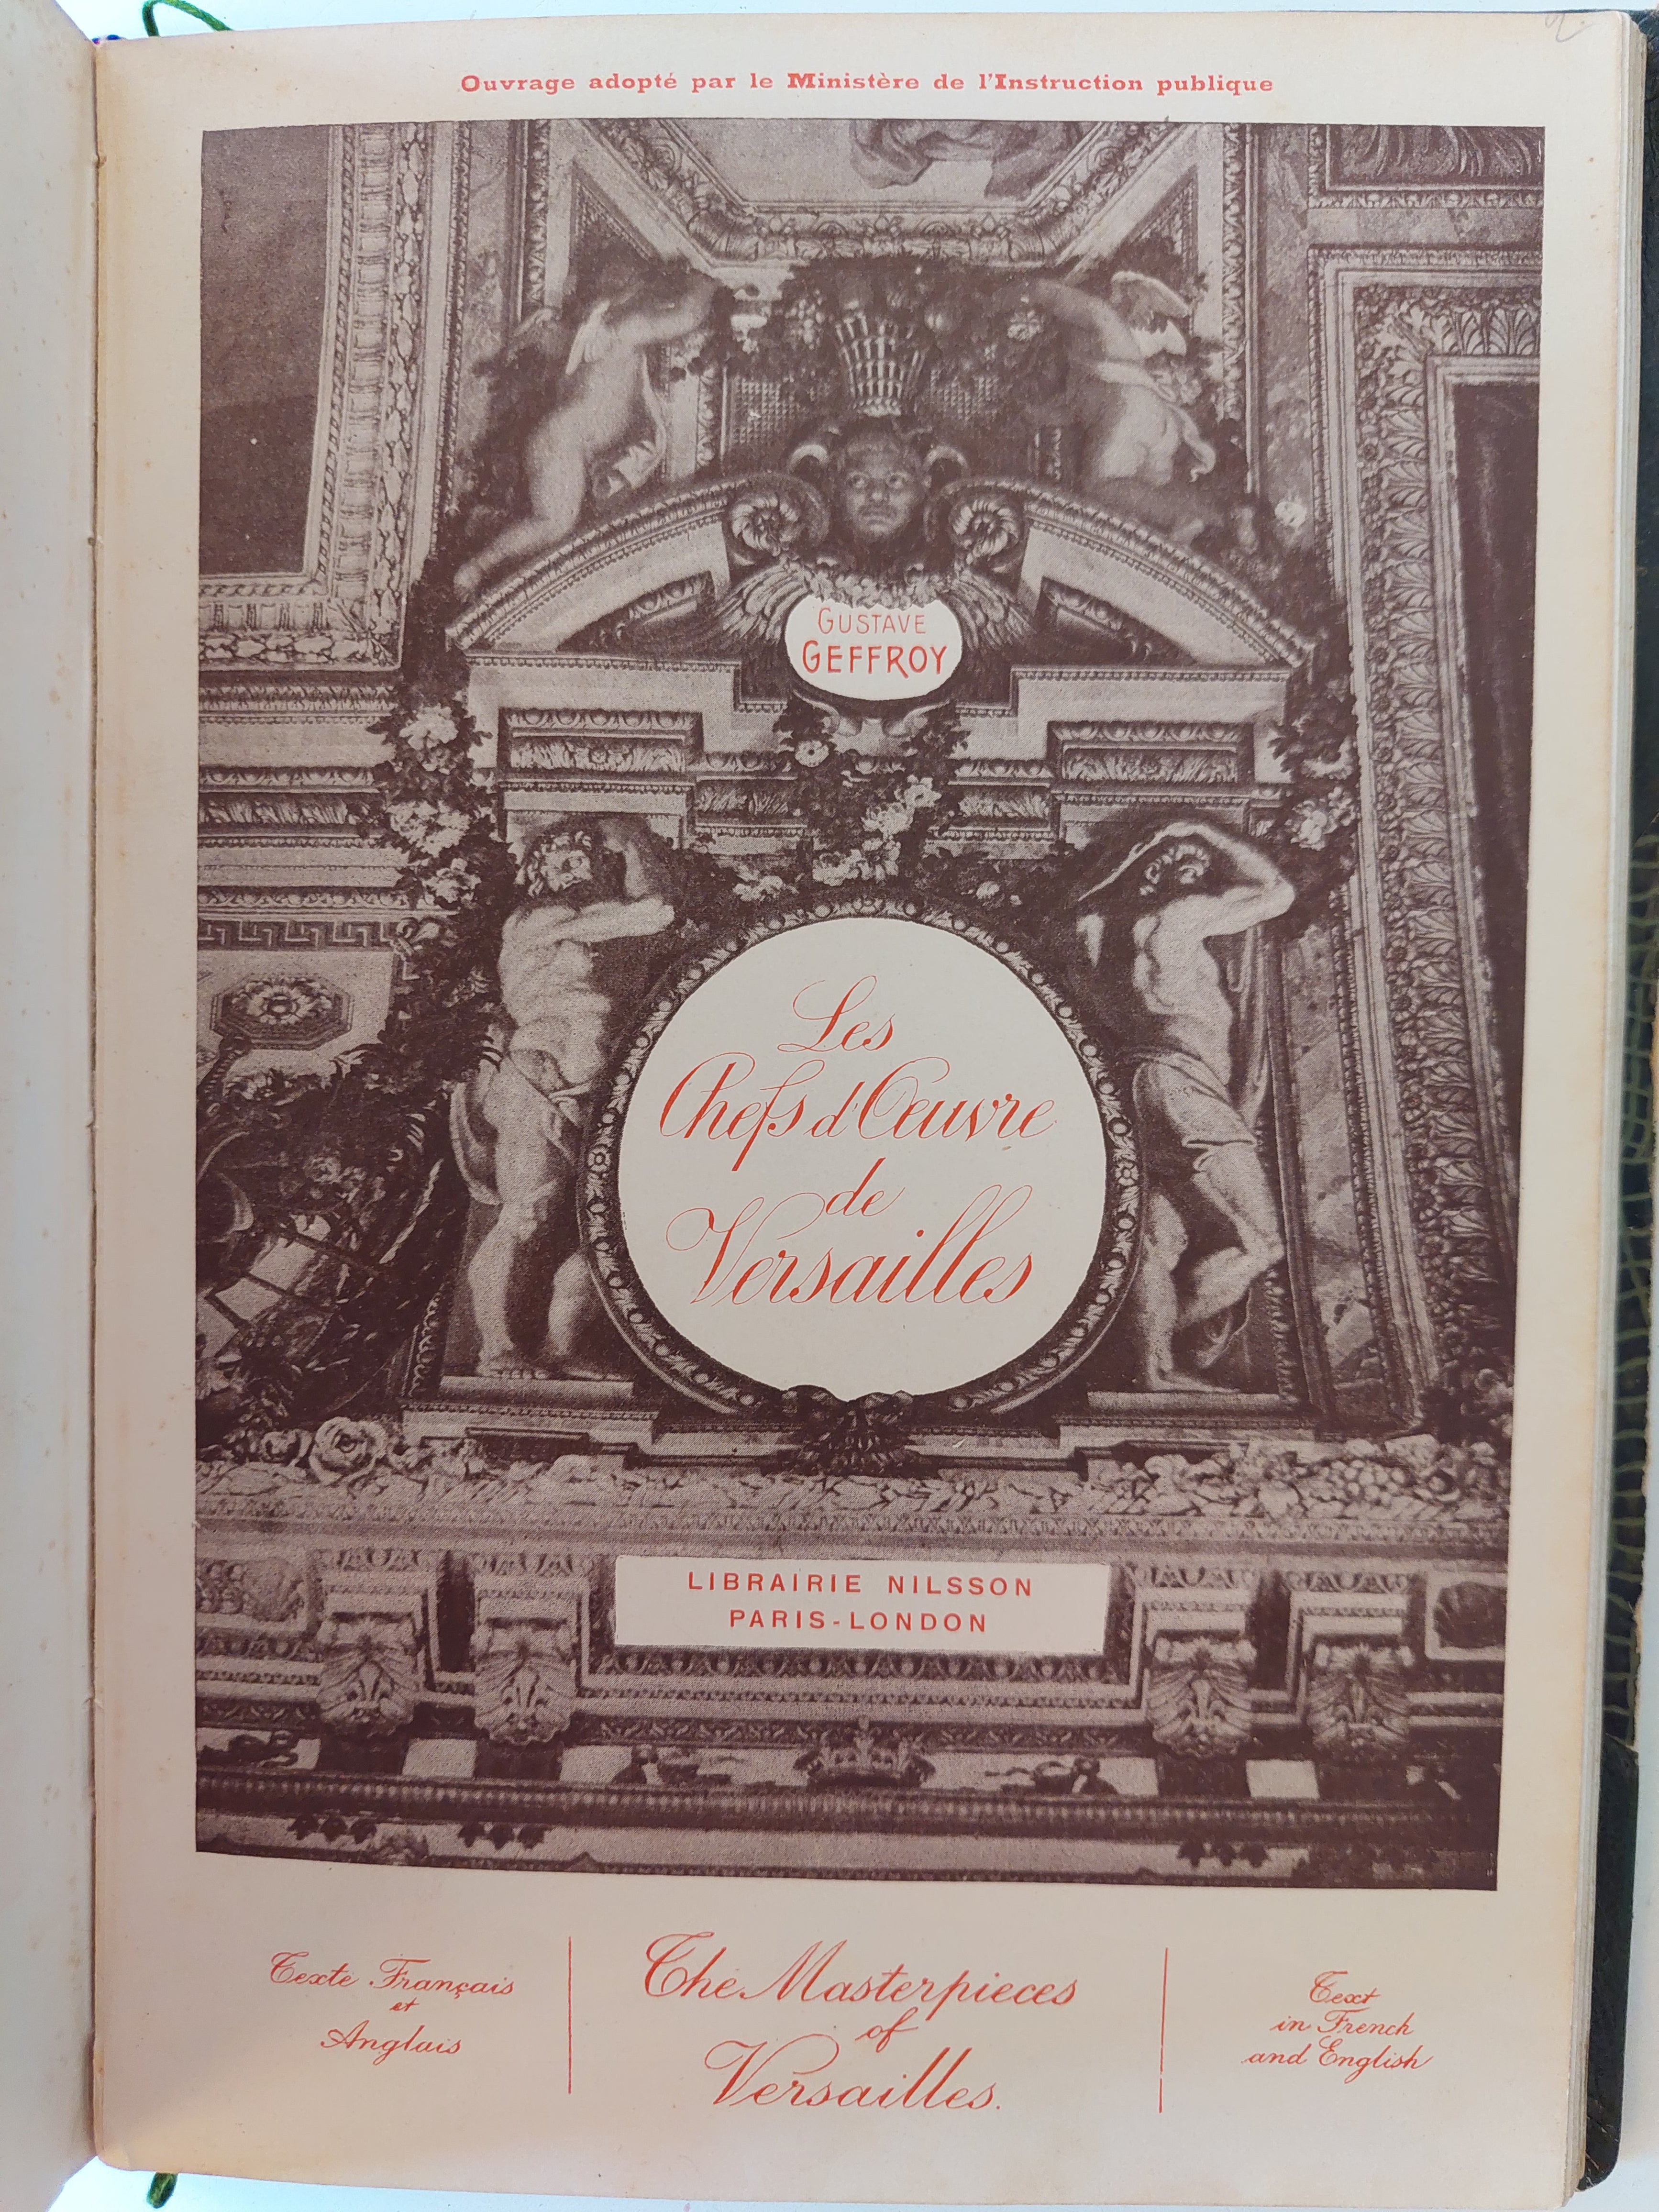 Ouvrage adopté par le Ministère de l'Instruction publique
GUSTAVE
GEFFROY
Les
Chefs d'Œuvre
de
Versailles
LIBRAIRIE NILSSON
PARIS-LONDON
Texte Français
et
Anglais
The Masterpieces
of
Versailles.
Text
in French
and English